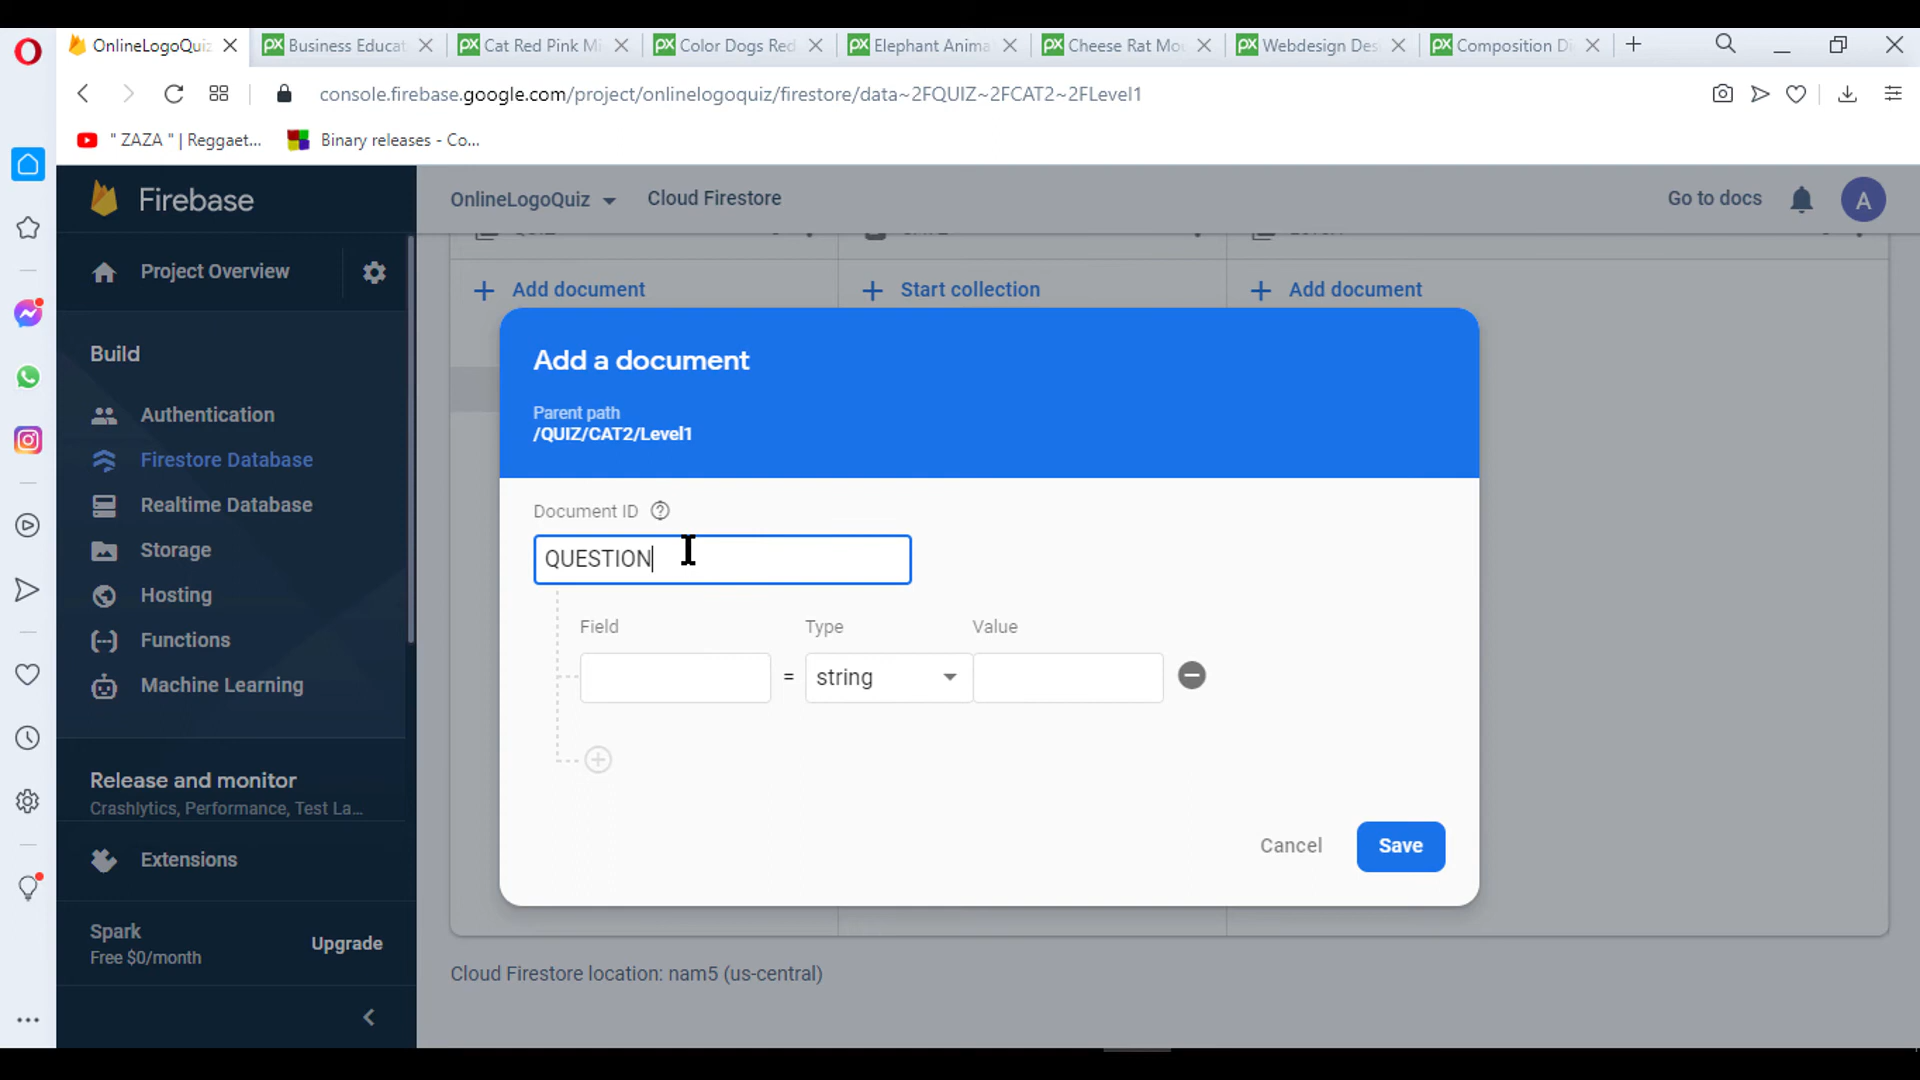 OnlineLogoQuiz
Business Educat
Cat Red Pink Mi
Color Dogs Red
Elephant Anima
Cheese Rat Mou
Webdesign Des
Composition Di
console.firebase.google.com/project/onlinelogoquiz/firestore/data~2FQUIZ~2FCAT2~2FLevel1
" ZAZA " | Reggaet...
Binary releases - Co...
Firebase
OnlineLogoQuiz
Cloud Firestore
Go to docs
A
Project Overview
Add document
Start collection
Add document
Build
Authentication
Firestore Database
Realtime Database
Storage
Hosting
Functions
Machine Learning
Release and monitor
Crashlytics, Performance, Test La...
Extensions
Spark
Free $0/month
Upgrade
Add a document
Parent path
/QUIZ/CAT2/Level1
Document ID
QUESTION
Field
Type
Value
=
string
Cancel
Save
Cloud Firestore location: nam5 (us-central)